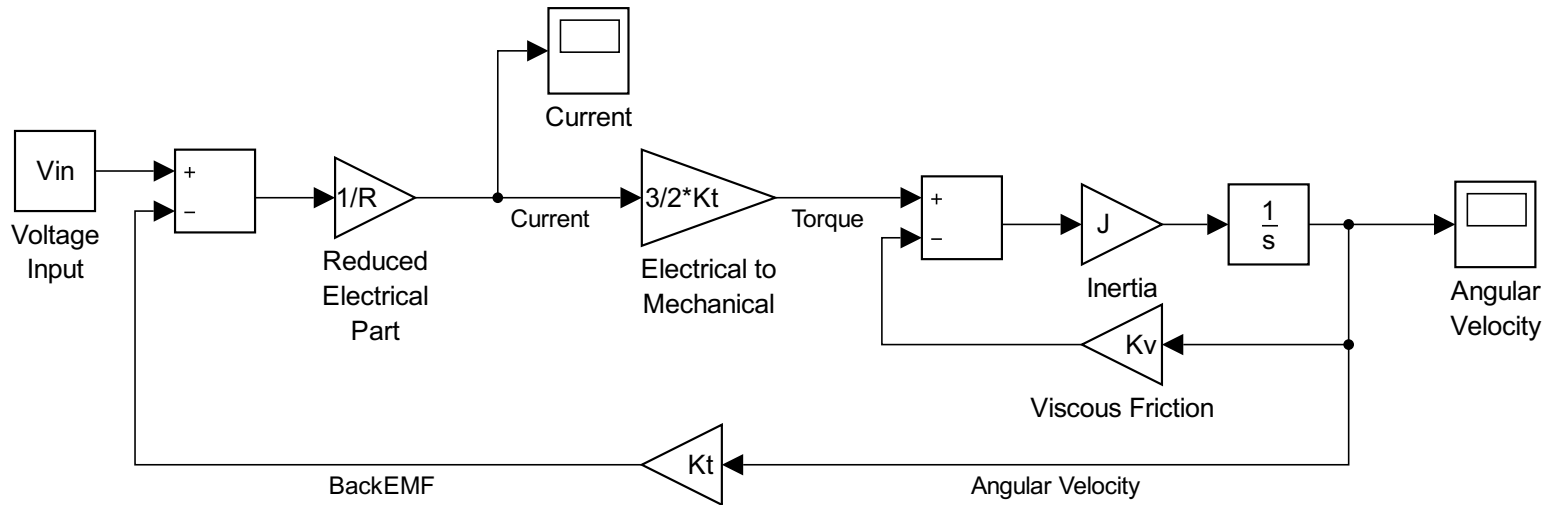 Current
Vin
+
−
Voltage
Input
1/R
Reduced
Electrical
Part
Current
3/2*Kt
Electrical to
Mechanical
Torque
+
−
J
Inertia
1
s
Angular
Velocity
Kv
Viscous Friction
Kt
BackEMF
Angular Velocity